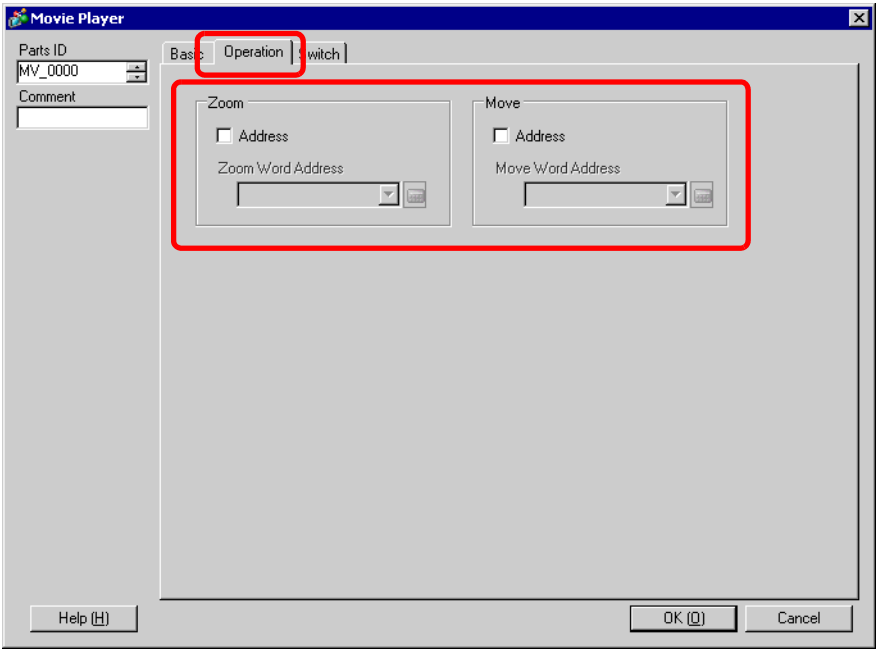 Movie Player
Parts ID
MV_0000
Comment
Basic Operation Switch
Zoom
Address
Zoom Word Address
Move
Address
Move Word Address
Help (H)
OK (O) Cancel